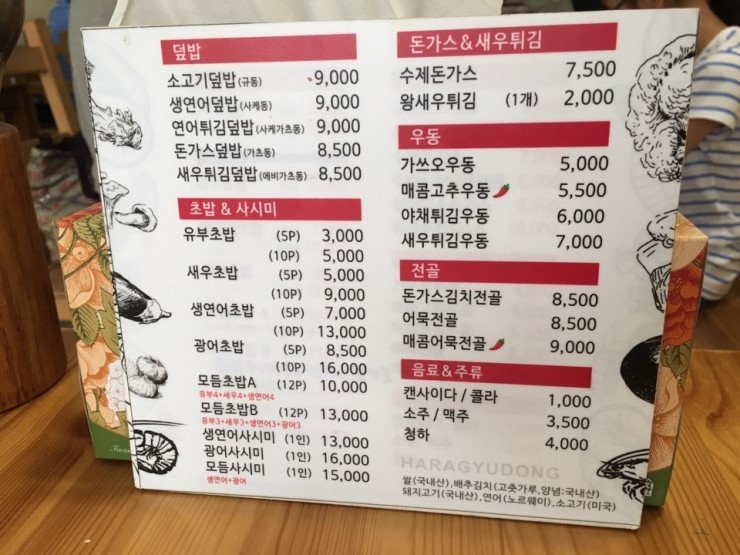 덮밥
소고기덮밥(규동) 9,000
생연어덮밥(사케동) 9,000
연어튀김덮밥(사케가츠동) 9,000
돈가스덮밥(가츠동) 8,500
새우튀김덮밥(에비가츠동) 8,500
초밥 & 사시미
유부초밥 (5P) 3,000
(10P) 5,000
새우초밥 (5P) 5,000
(10P) 9,000
생연어초밥 (5P) 7,000
(10P) 13,000
광어초밥 (5P) 8,500
(10P) 16,000
모듬초밥A (12P) 10,000
유부4+새우4+생연어4
모듬초밥B (12P) 13,000
유부3+새우3+생연어3+광어3
생연어사시미 (1인) 13,000
광어사시미 (1인) 16,000
모듬사시미 (1인) 15,000
생연어+광어
돈가스&새우튀김
수제돈가스 7,500
왕새우튀김 (1개) 2,000
우동
가쓰오우동 5,000
매콤고추우동 5,500
야채튀김우동 6,000
새우튀김우동 7,000
전골
돈가스김치전골 8,500
어묵전골 8,500
매콤어묵전골 9,000
음료&주류
캔사이다 / 콜라 1,000
소주 / 맥주 3,500
청하 4,000
HARAGYUDONG
쌀(국내산),배추김치(고춧가루,양념:국내산)
돼지고기(국내산),연어(노르웨이),소고기(미국)